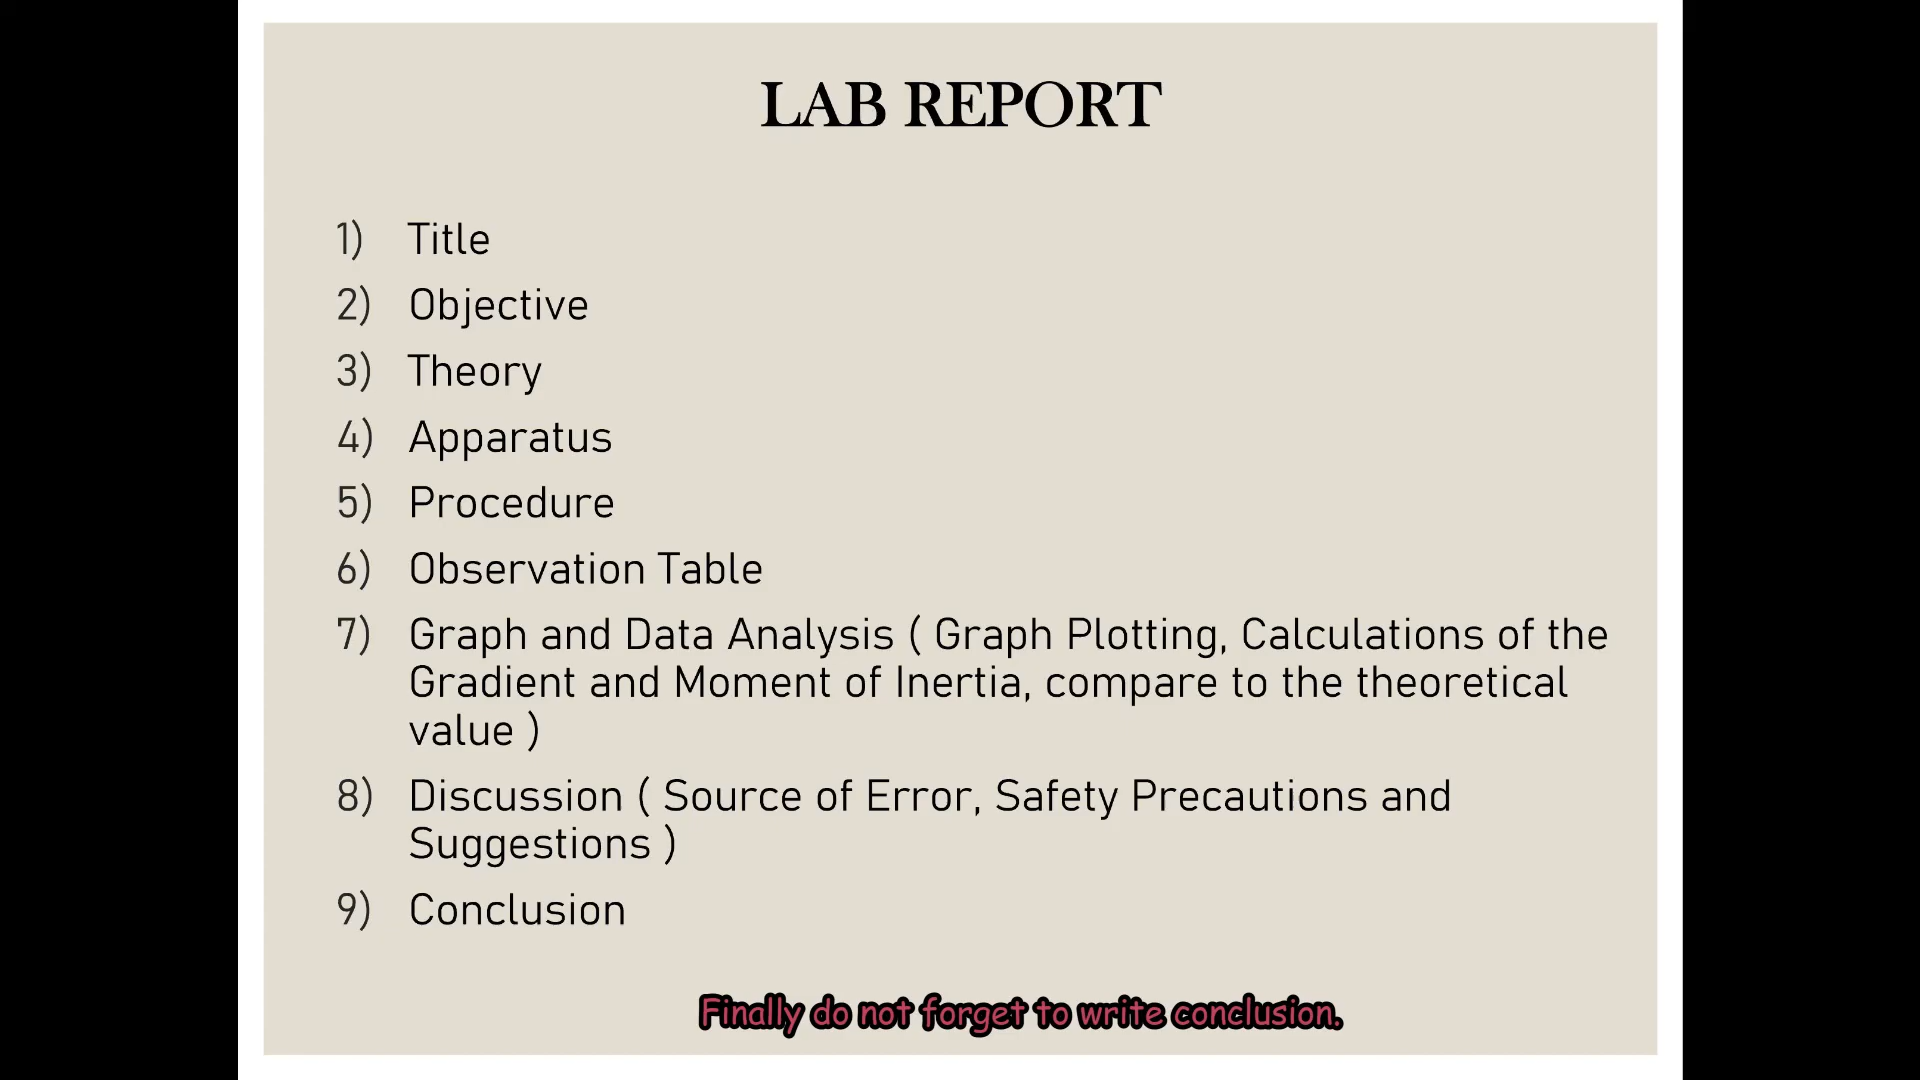 LAB REPORT
1) Title
2) Objective
3) Theory
4) Apparatus
5) Procedure
6) Observation Table
7) Graph and Data Analysis ( Graph Plotting, Calculations of the
Gradient and Moment of Inertia, compare to the theoretical
value )
8) Discussion ( Source of Error, Safety Precautions and
Suggestions )
9) Conclusion
Finally do not forget to write conclusion.